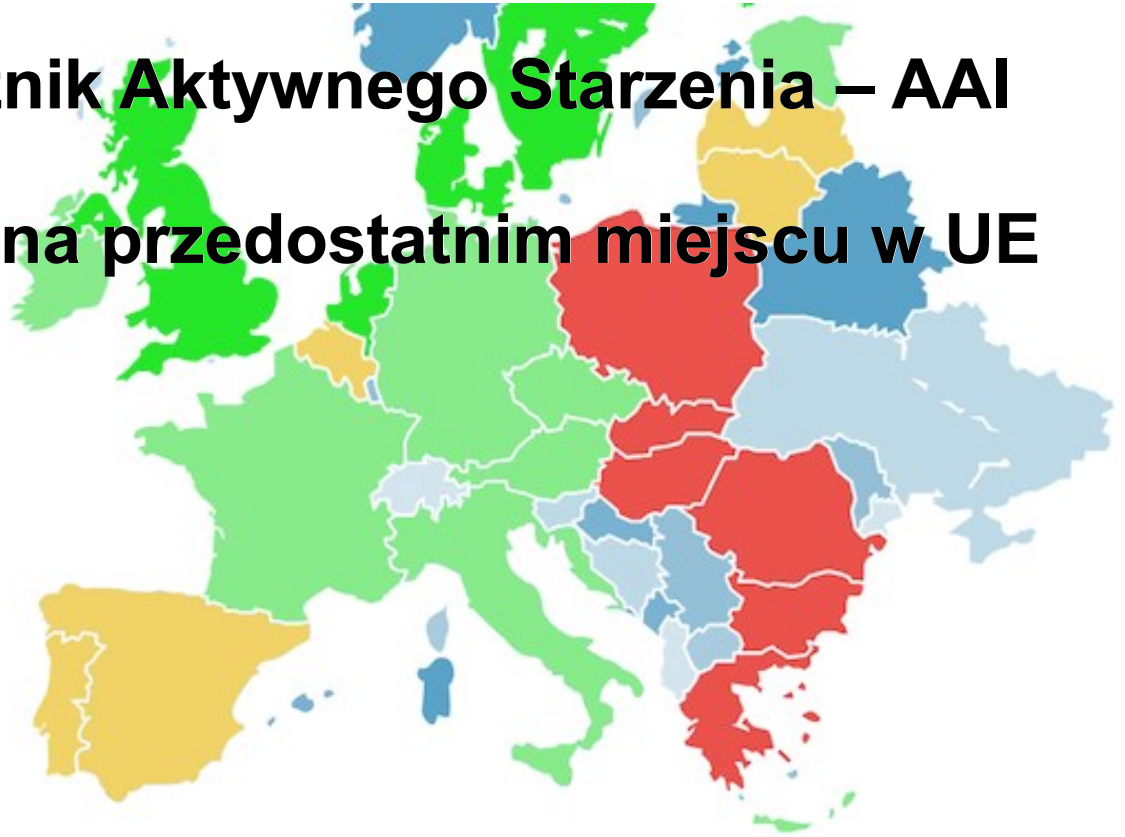 nik Aktywnego Starzenia – AAI
na przedostatnim miejscu w UE